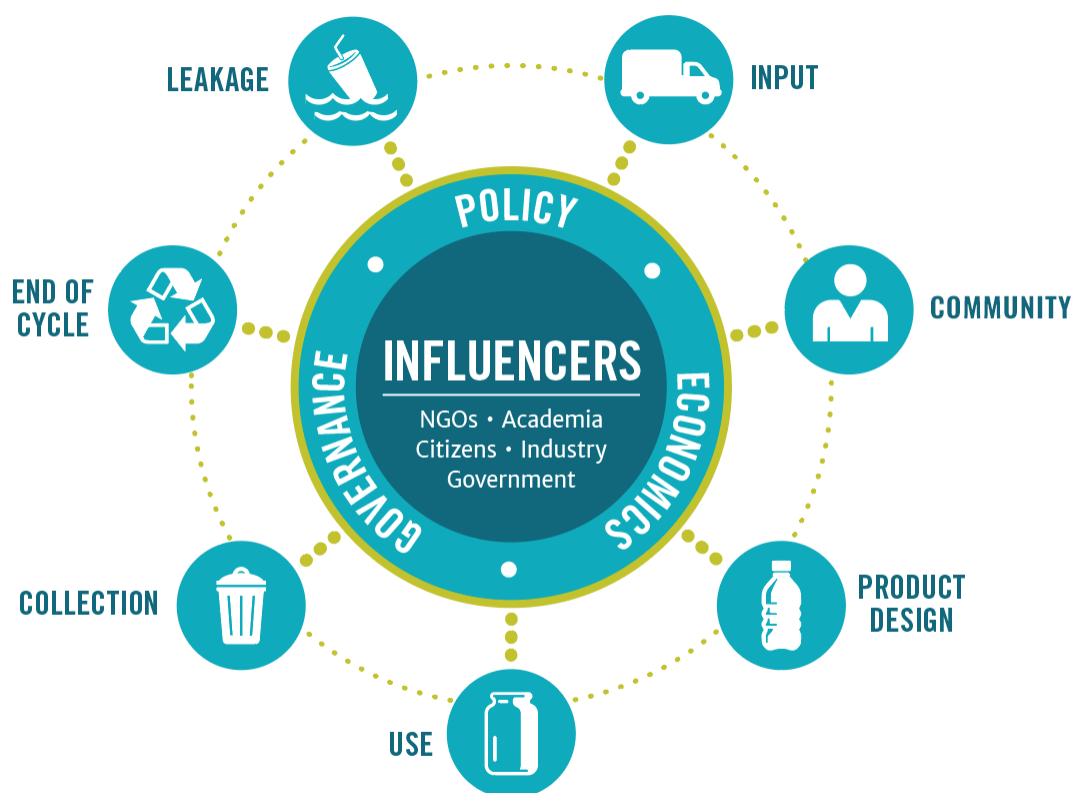 LEAKAGE
INPUT
POLICY
END OF
CYCLE
COMMUNITY
INFLUENCERS
NGOs • Academia
Citizens • Industry
Government
GOVERNANCE
ECONOMICS
COLLECTION
PRODUCT
DESIGN
USE